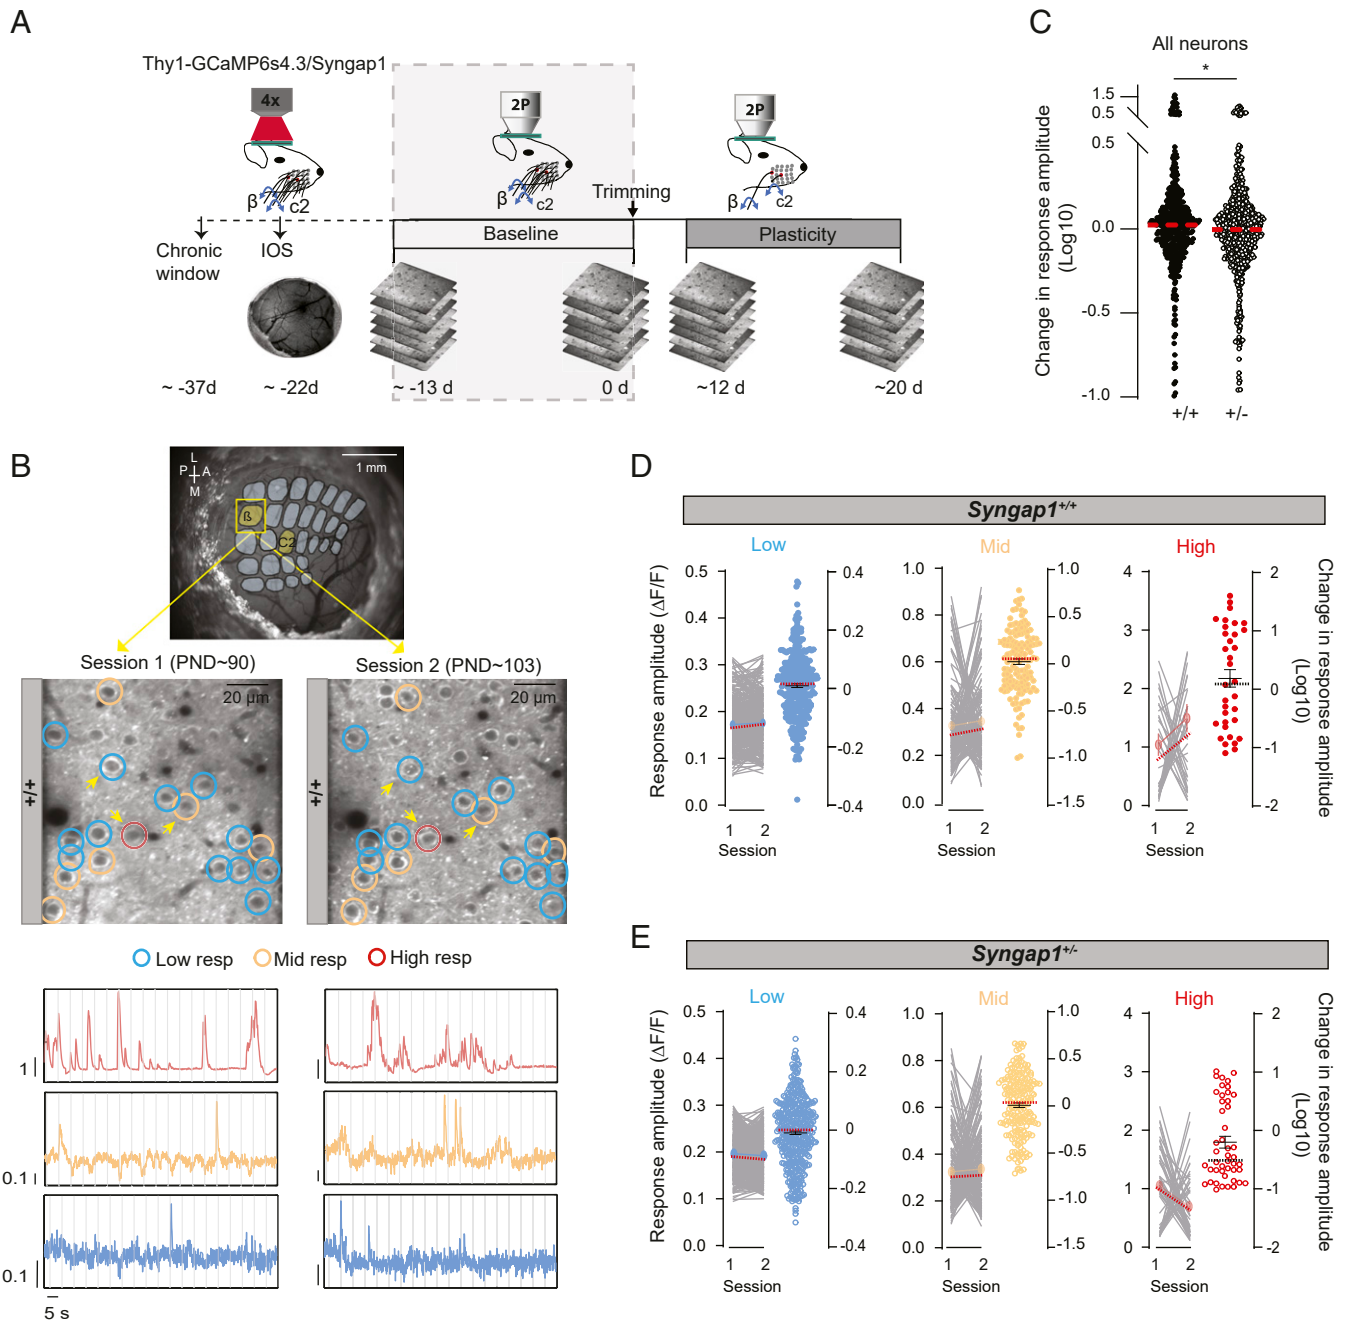 A
Thy1-GCaMP6s4.3/Syngap1
4x
2P
2P
β
c2
β
c2
β
c2
Trimming
Chronic
window
IOS
Baseline
Plasticity
~ -37d
~ -22d
~ -13 d
0 d
~12 d
~20 d
C
All neurons
*
Change in response amplitude
(Log10)
1.5
0.5
0.5
0.0
-0.5
-1.0
+/+
+/-
B
L
P
A
M
1 mm
ß
C2
Session 1 (PND~90)
Session 2 (PND~103)
20 µm
20 µm
+/+
+/+
Low resp
Mid resp
High resp
1
0.1
0.1
5 s
D
Syngap1+/+
Low
Mid
High
Response amplitude (ΔF/F)
0.5
0.4
0.3
0.2
0.1
0.0
0.4
0.2
0
-0.2
-0.4
1.0
0.8
0.6
0.4
0.2
0.0
1.0
0.5
0
-0.5
-1.0
-1.5
4
3
2
1
0
2
1
0
-1
-2
Change in response amplitude
(Log10)
1
2
Session
1
2
Session
1
2
Session
E
Syngap1+/-
Low
Mid
High
Response amplitude (ΔF/F)
0.5
0.4
0.3
0.2
0.1
0.0
0.4
0.2
0
-0.2
-0.4
1.0
0.8
0.6
0.4
0.2
0.0
1.0
0.5
0
-0.5
-1.0
-1.5
4
3
2
1
0
2
1
0
-1
-2
Change in response amplitude
(Log10)
1
2
Session
1
2
Session
1
2
Session